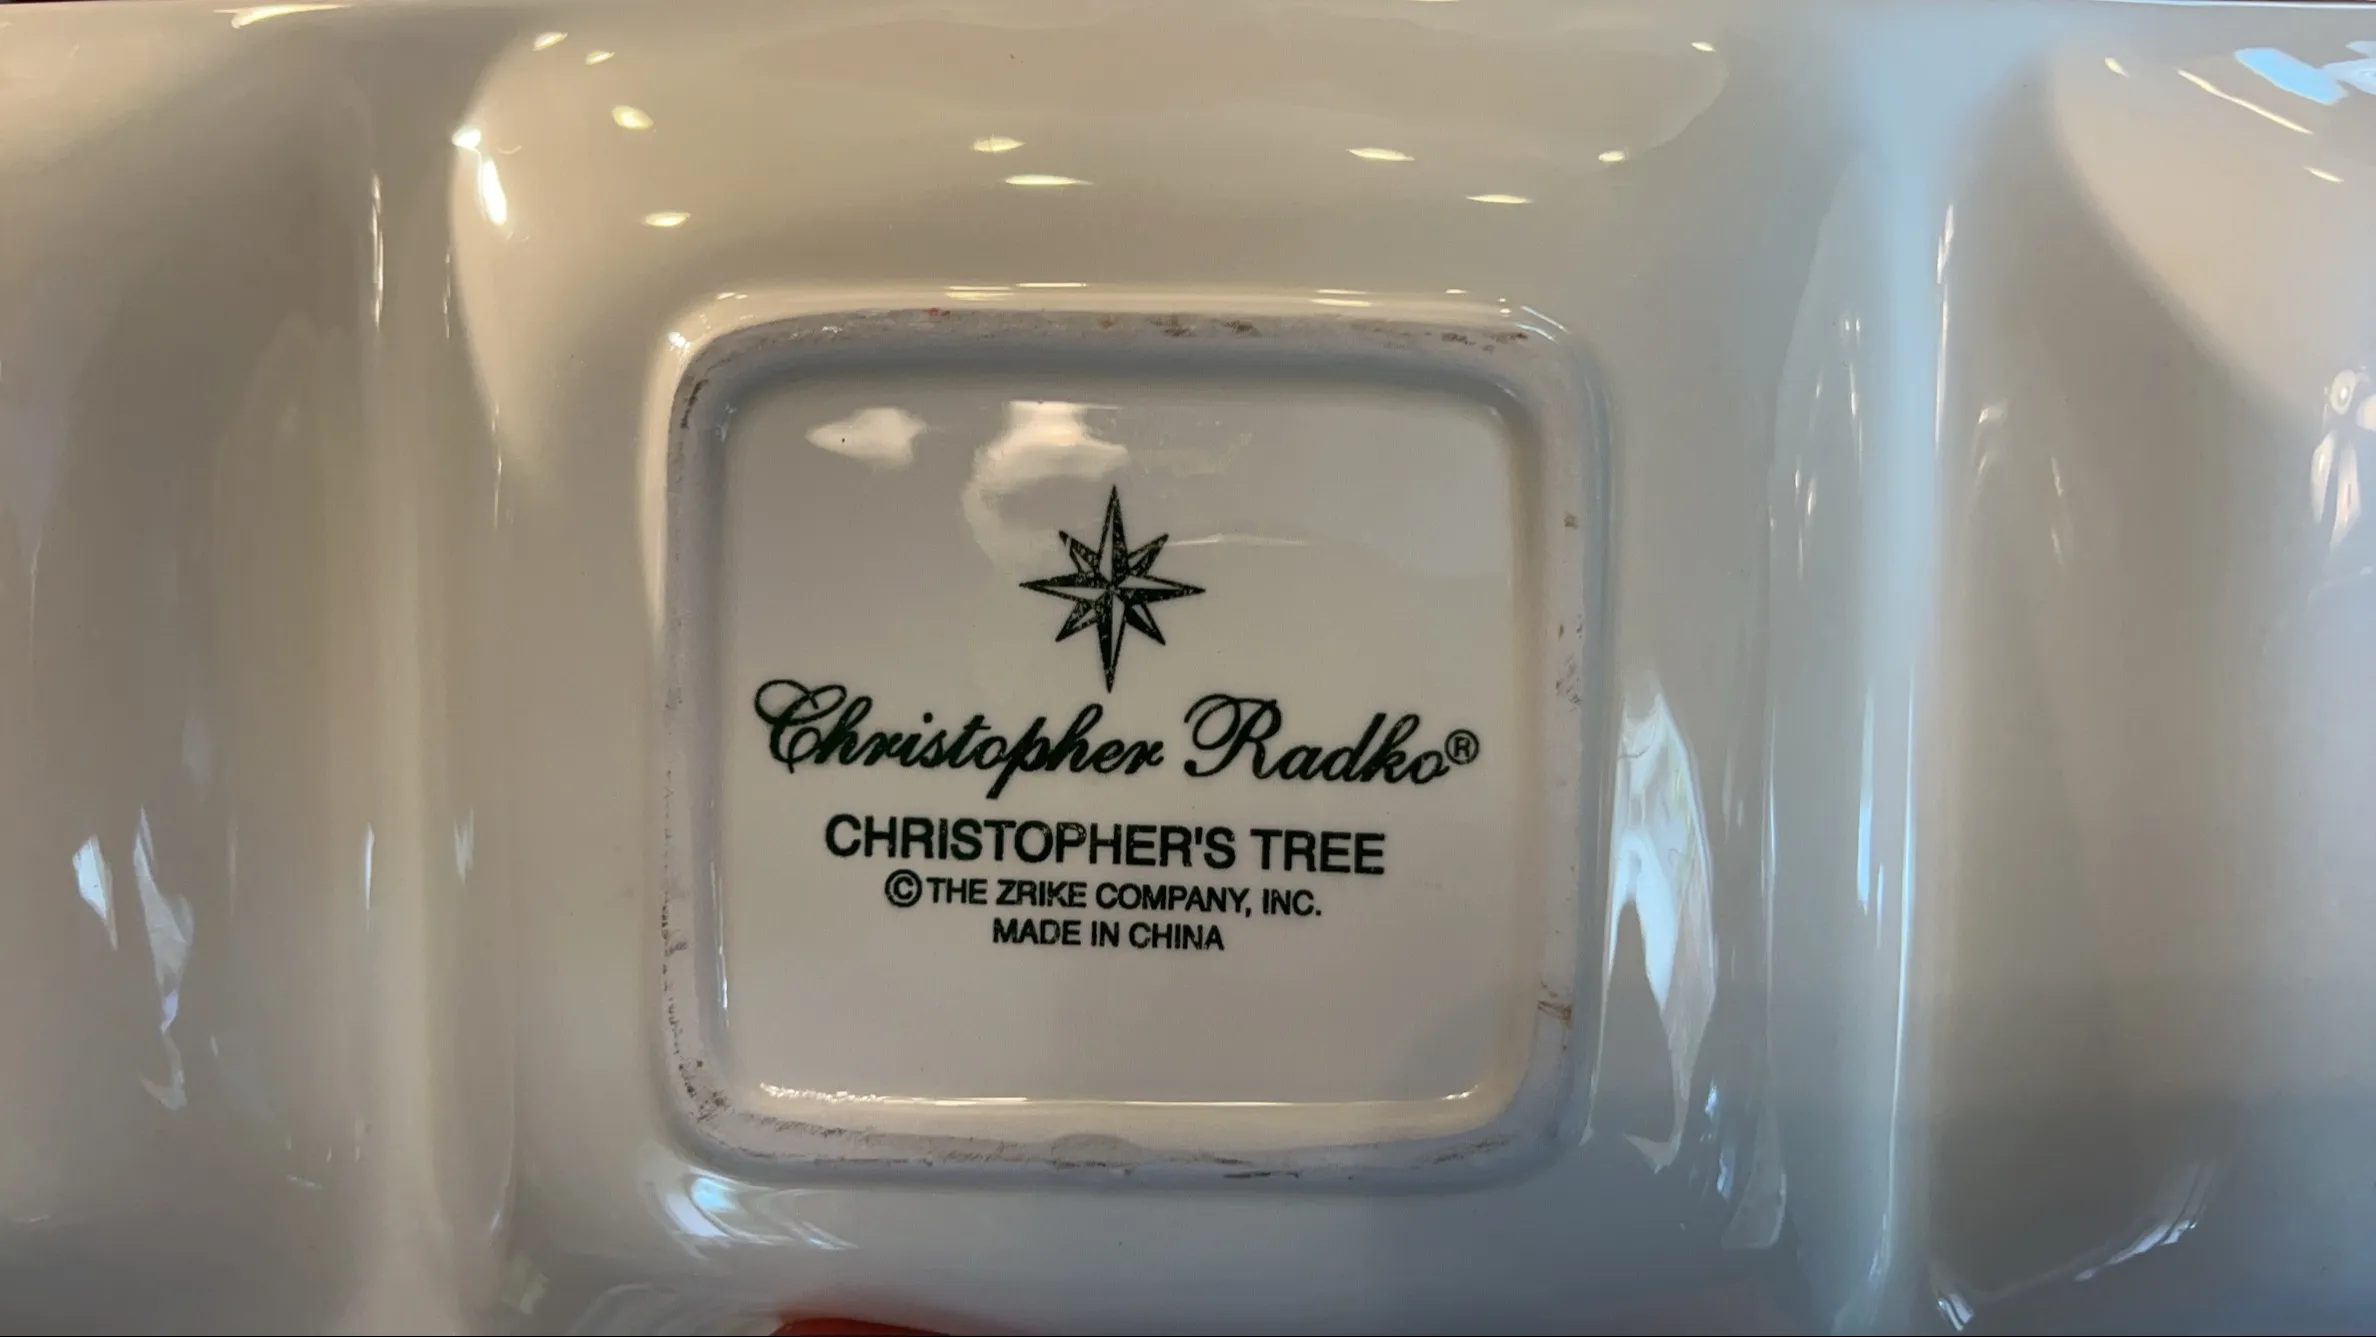 Christopher Radko®
CHRISTOPHER'S TREE
© THE ZRIKE COMPANY, INC.
MADE IN CHINA